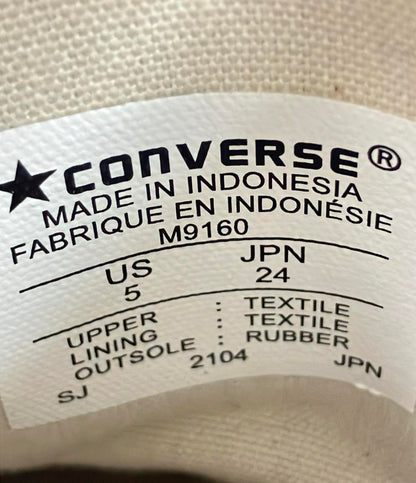 ★CONVERSE®
MADE IN INDONESIA
FABRIQUE EN INDONÉSIE
M9160
US JPN
5 24
UPPER : TEXTILE
LINING : TEXTILE
OUTSOLE : RUBBER
SJ 2104 JPN